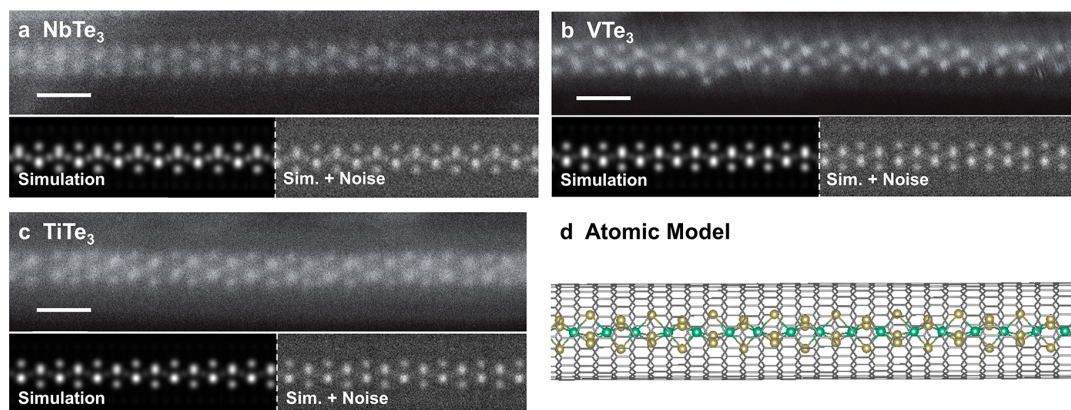 a NbTe₃
Simulation
Sim. + Noise
b VTe₃
Simulation
Sim. + Noise
c TiTe₃
Simulation
Sim. + Noise
d Atomic Model